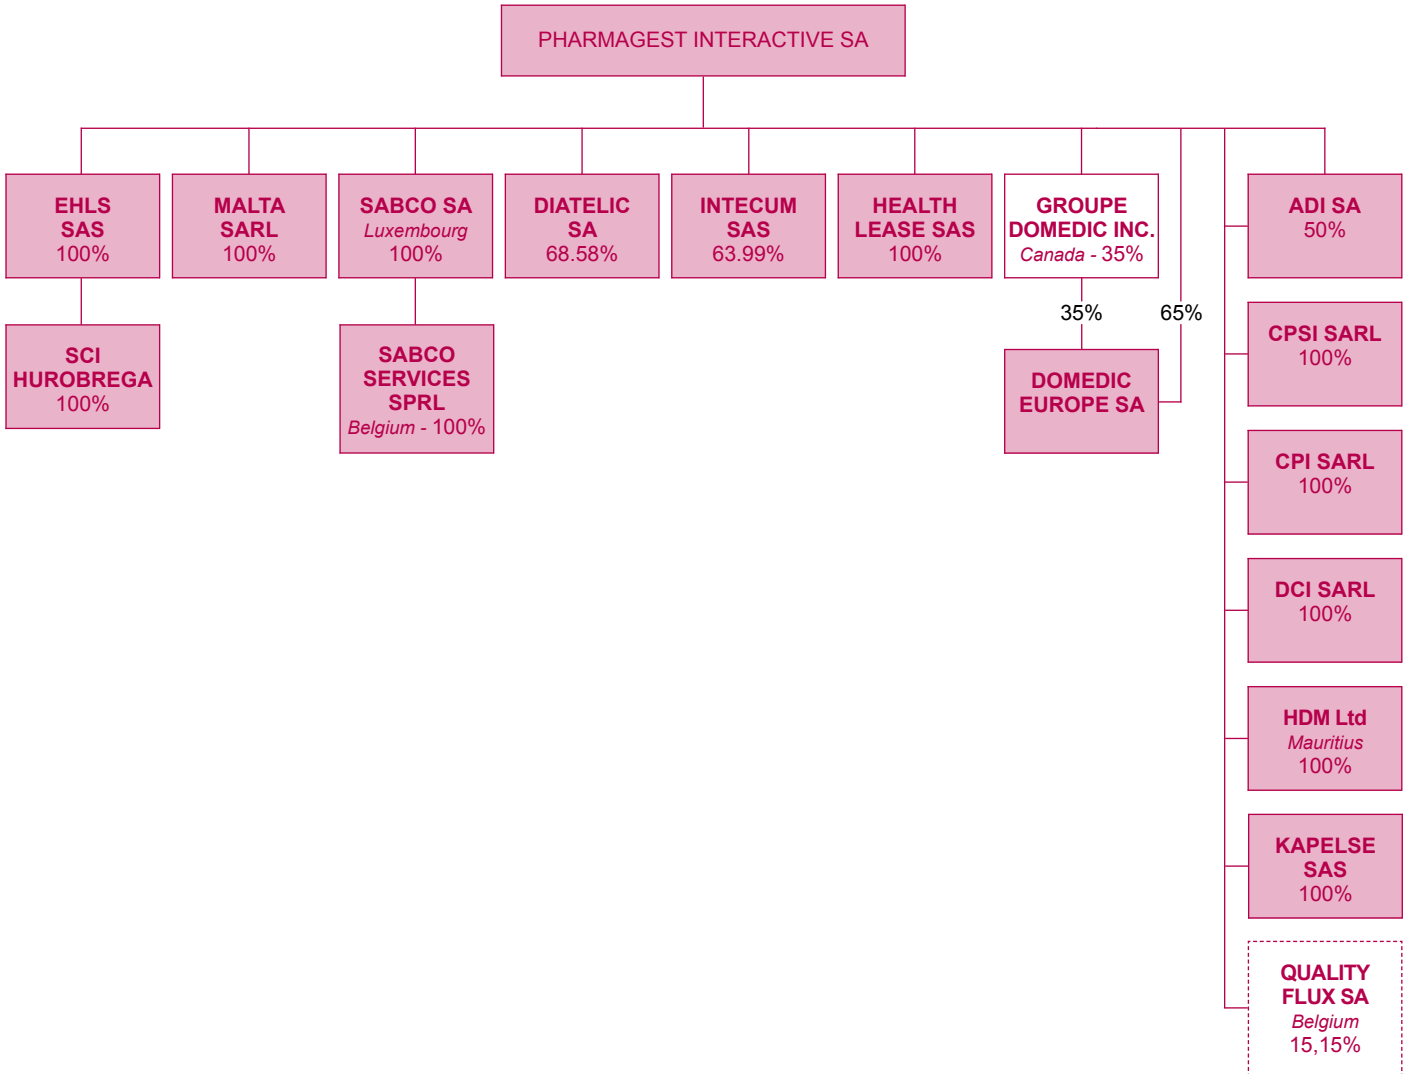 PHARMAGEST INTERACTIVE SA
EHLS
SAS
100%
MALTA
SARL
100%
SABCO SA
Luxembourg
100%
DIATELIC
SA
68.58%
INTECUM
SAS
63.99%
HEALTH
LEASE SAS
100%
GROUPE
DOMEDIC INC.
Canada - 35%
ADI SA
50%
SCI
HUROBREGA
100%
SABCO
SERVICES
SPRL
Belgium - 100%
35%
65%
DOMEDIC
EUROPE SA
CPSI SARL
100%
CPI SARL
100%
DCI SARL
100%
HDM Ltd
Mauritius
100%
KAPELSE
SAS
100%
QUALITY
FLUX SA
Belgium
15,15%